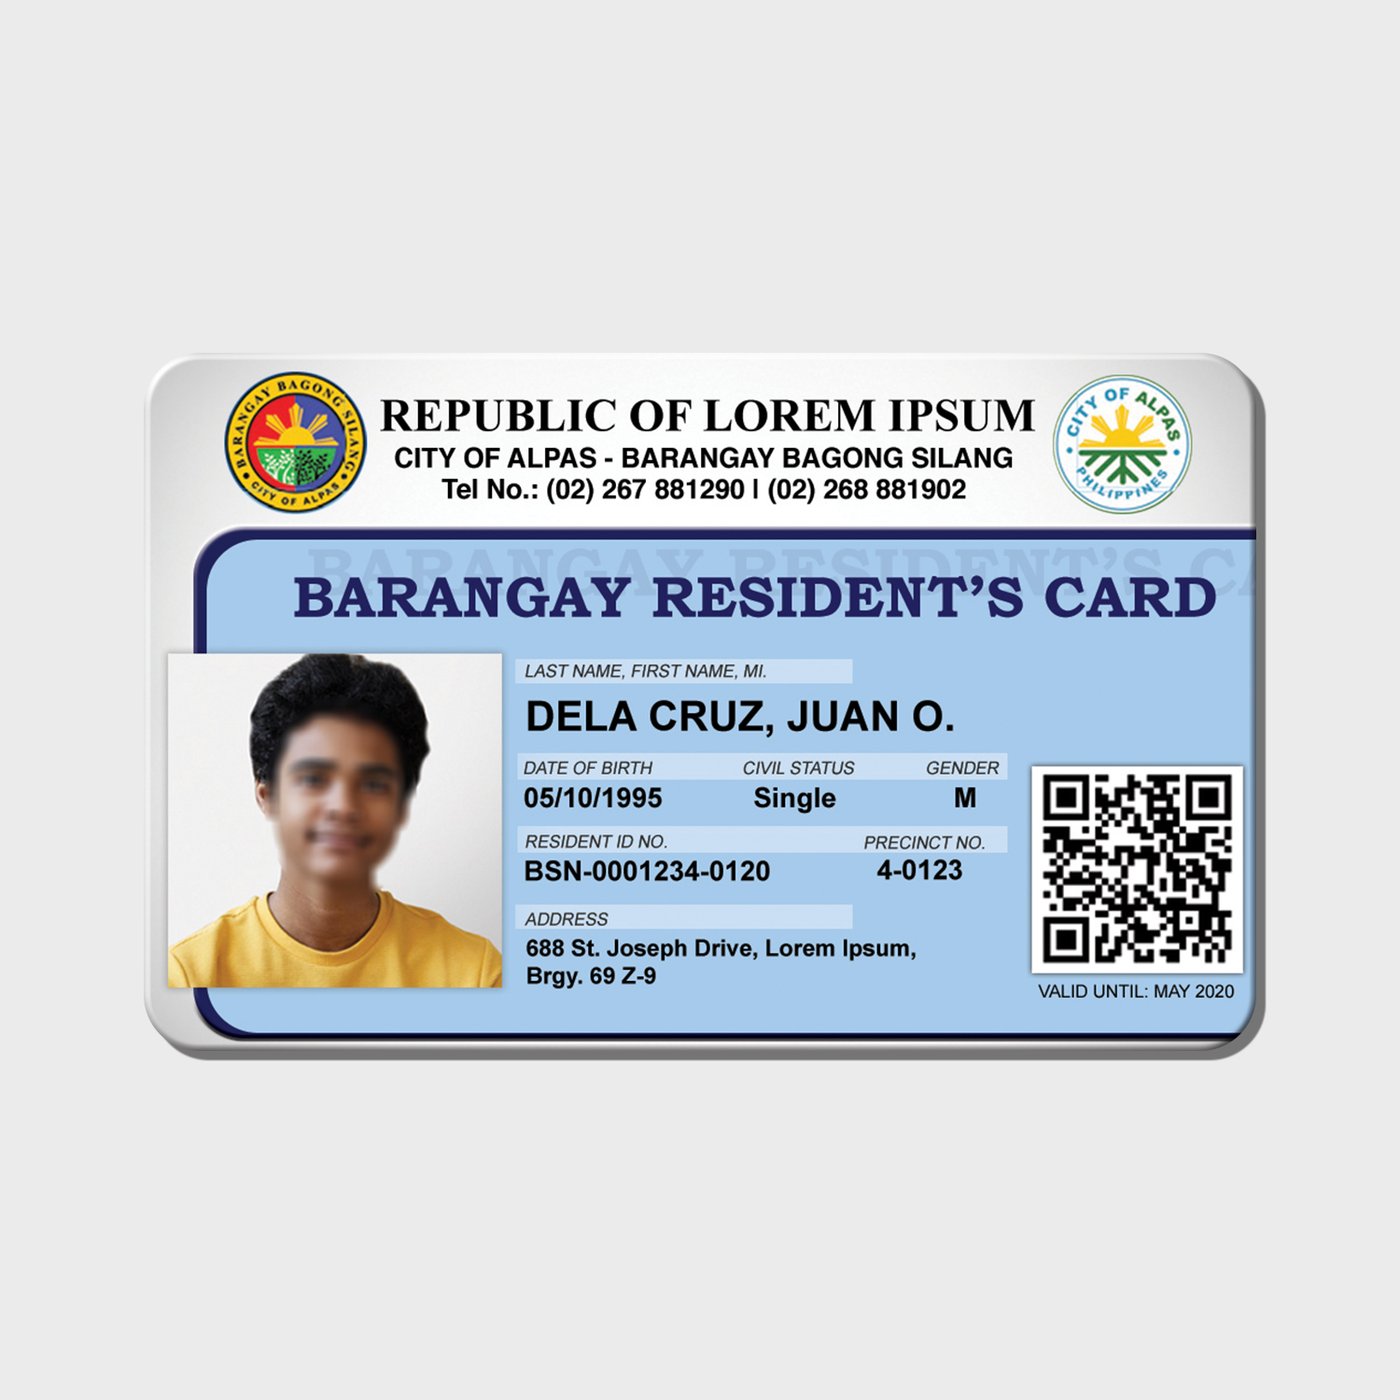 BARANGAY BAGONG SILANG
CITY OF ALPAS
REPUBLIC OF LOREM IPSUM
CITY OF ALPAS - BARANGAY BAGONG SILANG
Tel No.: (02) 267 881290 | (02) 268 881902
CITY OF ALPAS
PHILIPPINES
BARANGAY RESIDENT'S CA
BARANGAY RESIDENT'S CARD
LAST NAME, FIRST NAME, MI.
DELA CRUZ, JUAN O.
DATE OF BIRTH CIVIL STATUS GENDER
05/10/1995 Single M
RESIDENT ID NO. PRECINCT NO.
BSN-0001234-0120 4-0123
ADDRESS
688 St. Joseph Drive, Lorem Ipsum,
Brgy. 69 Z-9
VALID UNTIL: MAY 2020